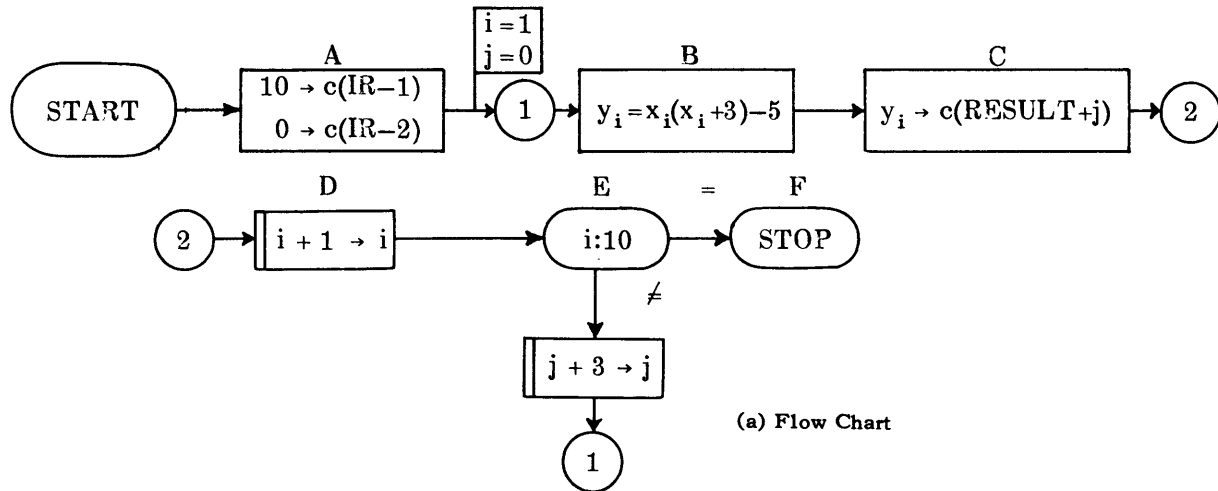 i=1
j=0
A
B
C
START
10 → c(IR-1)
0 → c(IR-2)
1
y_i = x_i(x_i+3)-5
y_i → c(RESULT+j)
2
D
E
=
F
2
i + 1 → i
i:10
STOP
≠
j + 3 → j
(a) Flow Chart
1